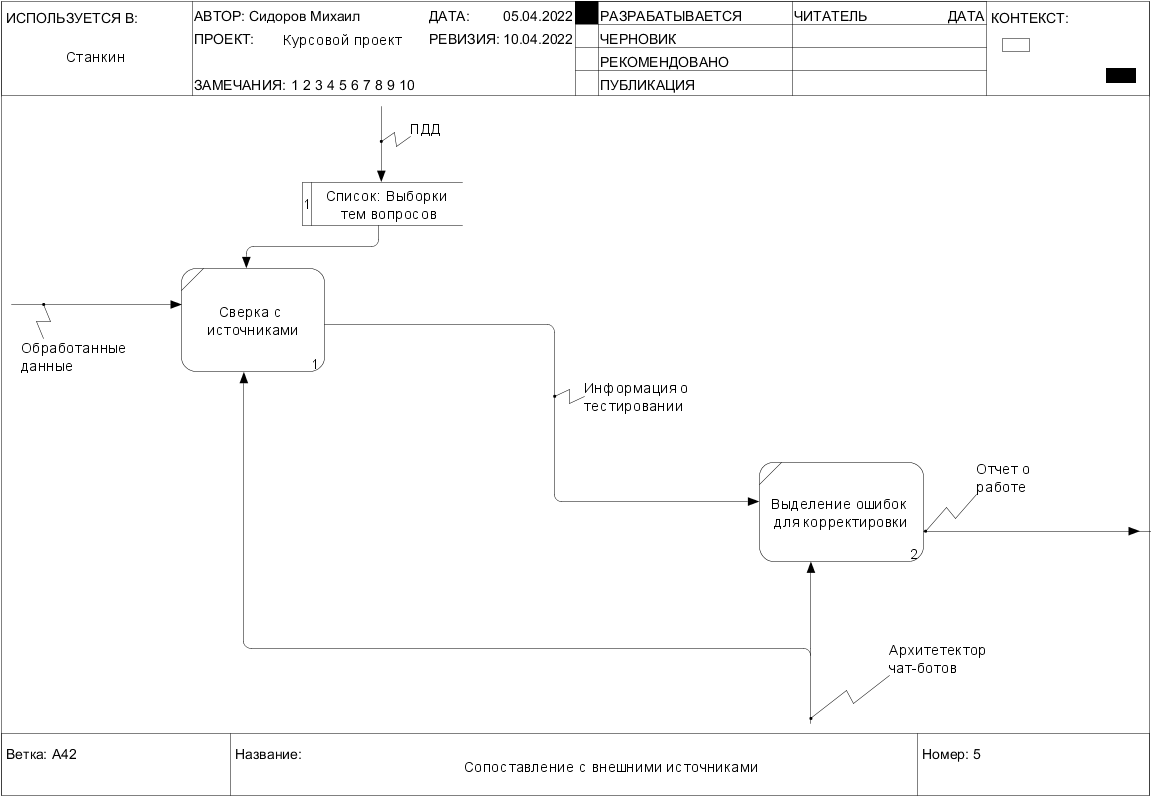 ИСПОЛЬЗУЕТСЯ В:
Станкин
АВТОР: Сидоров Михаил
ДАТА: 05.04.2022
ПРОЕКТ: Курсовой проект
РЕВИЗИЯ: 10.04.2022
ЗАМЕЧАНИЯ: 1 2 3 4 5 6 7 8 9 10
РАЗРАБАТЫВАЕТСЯ
ЧЕРНОВИК
РЕКОМЕНДОВАНО
ПУБЛИКАЦИЯ
ЧИТАТЕЛЬ ДАТА
КОНТЕКСТ:
ПДД
1
Список: Выборки
тем вопросов
Сверка с
источниками
1
Обработанные
данные
Информация о
тестировании
Выделение ошибок
для корректировки
2
Отчет о
работе
Архитетектор
чат-ботов
Ветка: A42
Название:
Сопоставление с внешними источниками
Номер: 5